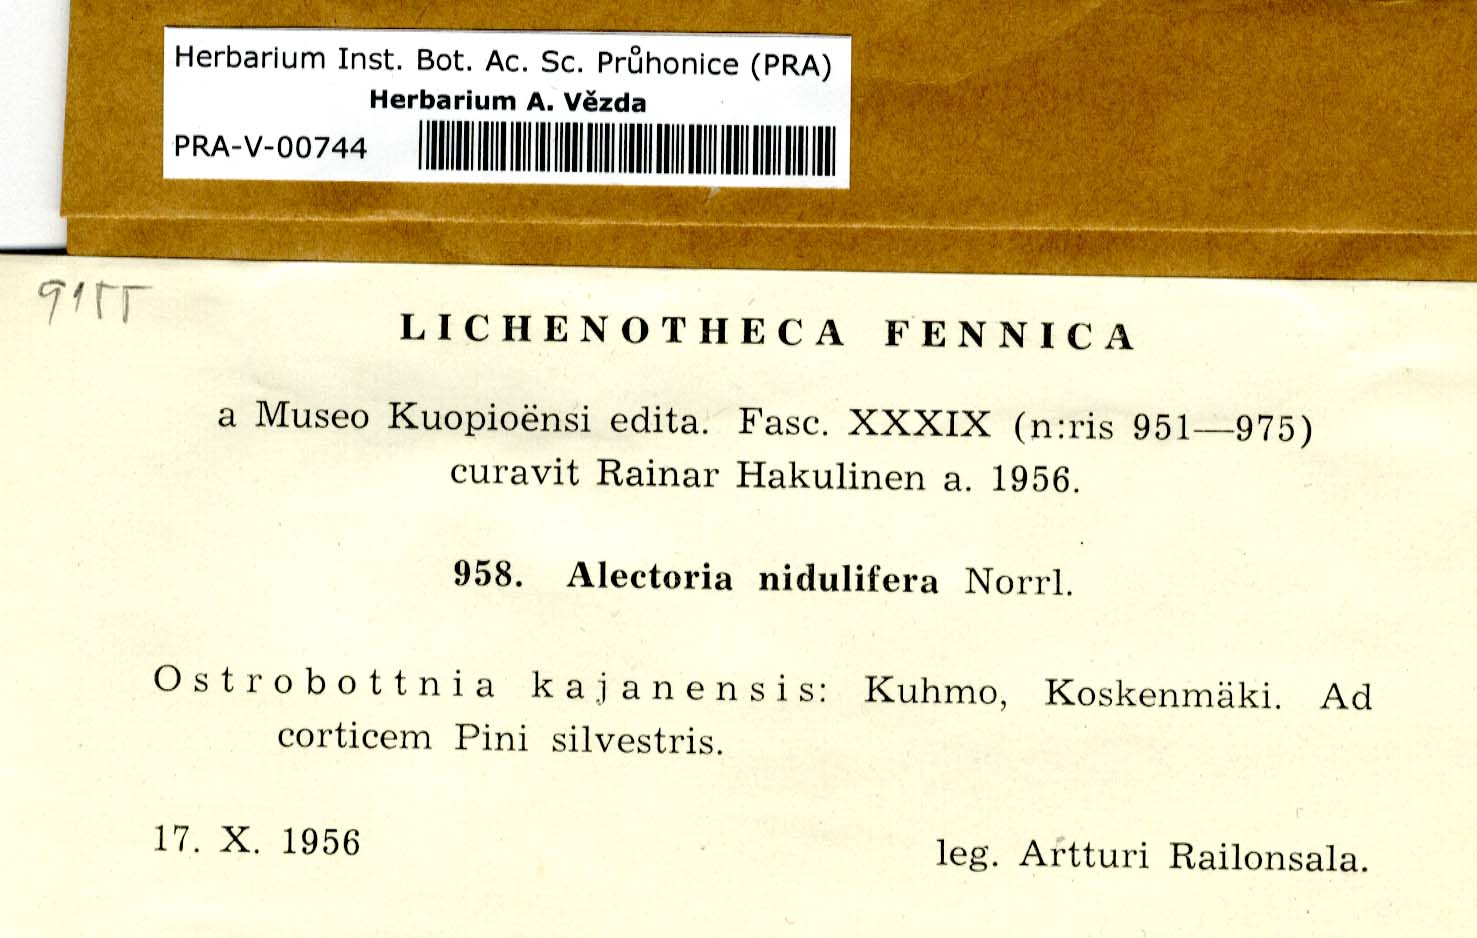 Herbarium Inst. Bot. Ac. Sc. Průhonice (PRA)
Herbarium A. Vězda
PRA-V-00744
LICHENOTHECA FENNICA
a Museo Kuopioënsi edita. Fasc. XXXIX (n:ris 951—975)
curavit Rainar Hakulinen a. 1956.
958. Alectoria nidulifera Norrl.
Ostrobottnia kajanensis: Kuhmo, Koskenmäki. Ad
corticem Pini silvestris.
17. X. 1956
leg. Artturi Railonsala.